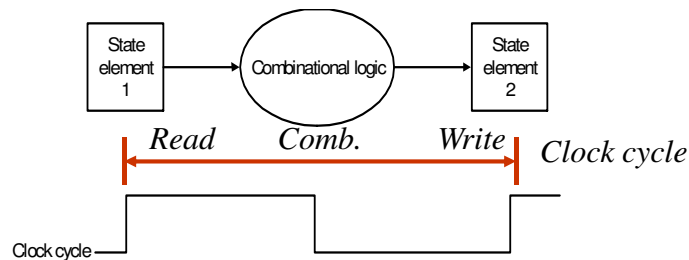 State
element
1
Combinational logic
State
element
2
Read Comb. Write Clock cycle
Clock cycle